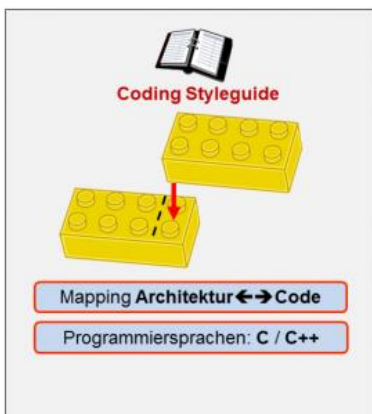 Coding Styleguide
Mapping Architektur←→Code
Programmiersprachen: C / C++